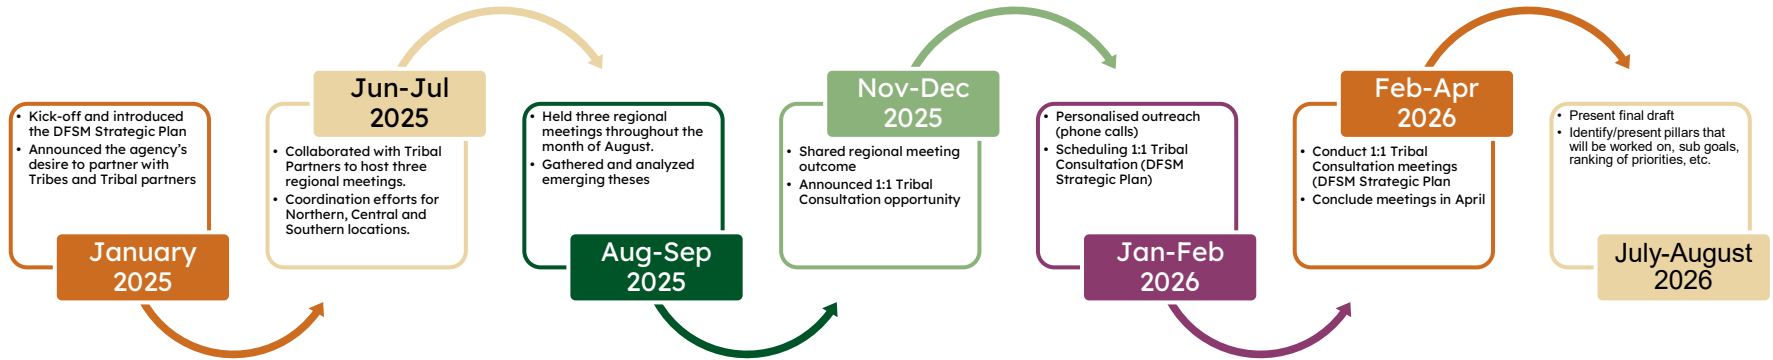 • Kick-off and introduced
the DFSM Strategic Plan
• Announced the agency's
desire to partner with
Tribes and Tribal partners
January
2025
Jun-Jul
2025
• Collaborated with Tribal
Partners to host three
regional meetings.
• Coordination efforts for
Northern, Central and
Southern locations.
• Held three regional
meetings throughout the
month of August.
• Gathered and analyzed
emerging theses
Aug-Sep
2025
Nov-Dec
2025
• Shared regional meeting
outcome
• Announced 1:1 Tribal
Consultation opportunity
• Personalised outreach
(phone calls)
• Scheduling 1:1 Tribal
Consultation (DFSM
Strategic Plan)
Jan-Feb
2026
Feb-Apr
2026
• Conduct 1:1 Tribal
Consultation meetings
(DFSM Strategic Plan
• Conclude meetings in April
• Present final draft
• Identify/present pillars that
will be worked on, sub goals,
ranking of priorities, etc.
July-August
2026